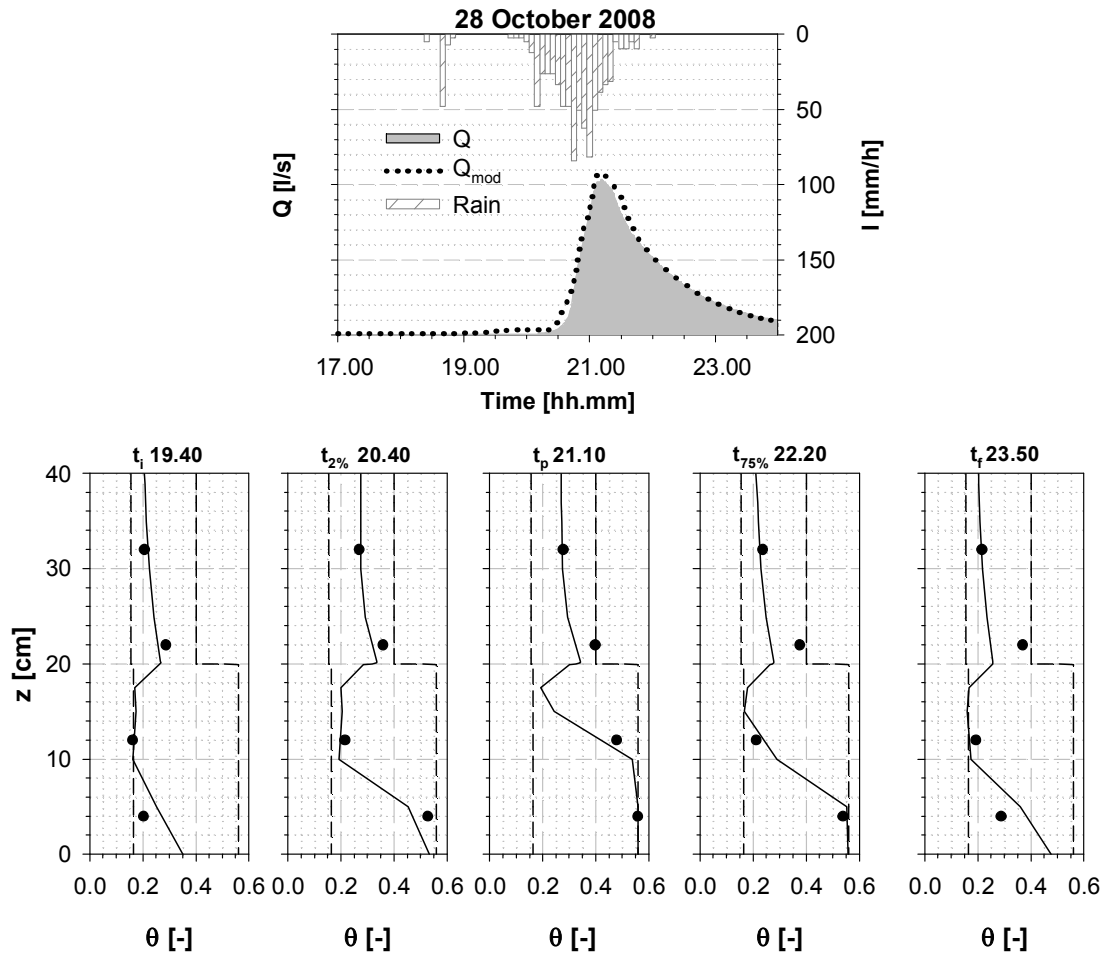 28 October 2008
0
50
100
150
200
Q [l/s]
I [mm/h]
Q
Qmod
Rain
17.00 19.00 21.00 23.00
Time [hh.mm]
ti 19.40 t2% 20.40 tp 21.10 t75% 22.20 tf 23.50
40
30
20
10
0
z [cm]
0.0 0.2 0.4 0.6 0.0 0.2 0.4 0.6 0.0 0.2 0.4 0.6 0.0 0.2 0.4 0.6 0.0 0.2 0.4 0.6
θ [-] θ [-] θ [-] θ [-] θ [-]